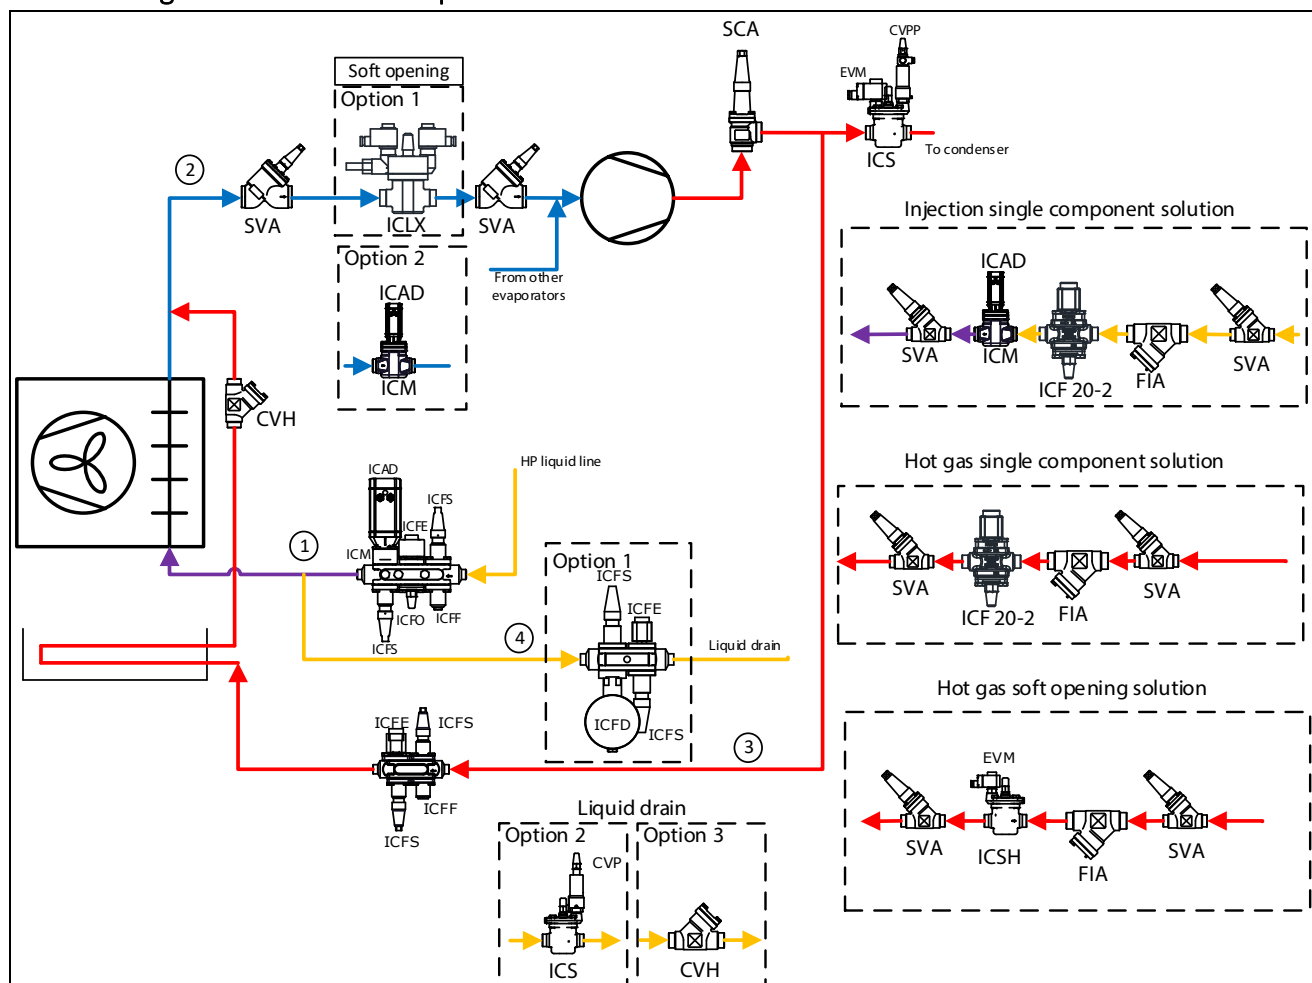 SCA
CVPP
EVM
ICS
To condenser
Soft opening
Option 1
2
SVA
ICLX
SVA
From other
evaporators
Option 2
ICAD
ICM
CVH
Injection single component solution
ICAD
SVA
ICM
ICF 20-2
FIA
SVA
HP liquid line
ICAD
ICFS
ICFE
ICM
1
ICFO
ICFF
ICFS
Option 1
ICFS
ICFE
4
Liquid drain
ICFD
ICFS
3
Hot gas single component solution
SVA
ICF 20-2
FIA
SVA
ICFE
ICFS
ICFF
ICFS
Hot gas soft opening solution
EVM
SVA
ICSH
FIA
SVA
Liquid drain
Option 2
CVP
ICS
Option 3
CVH